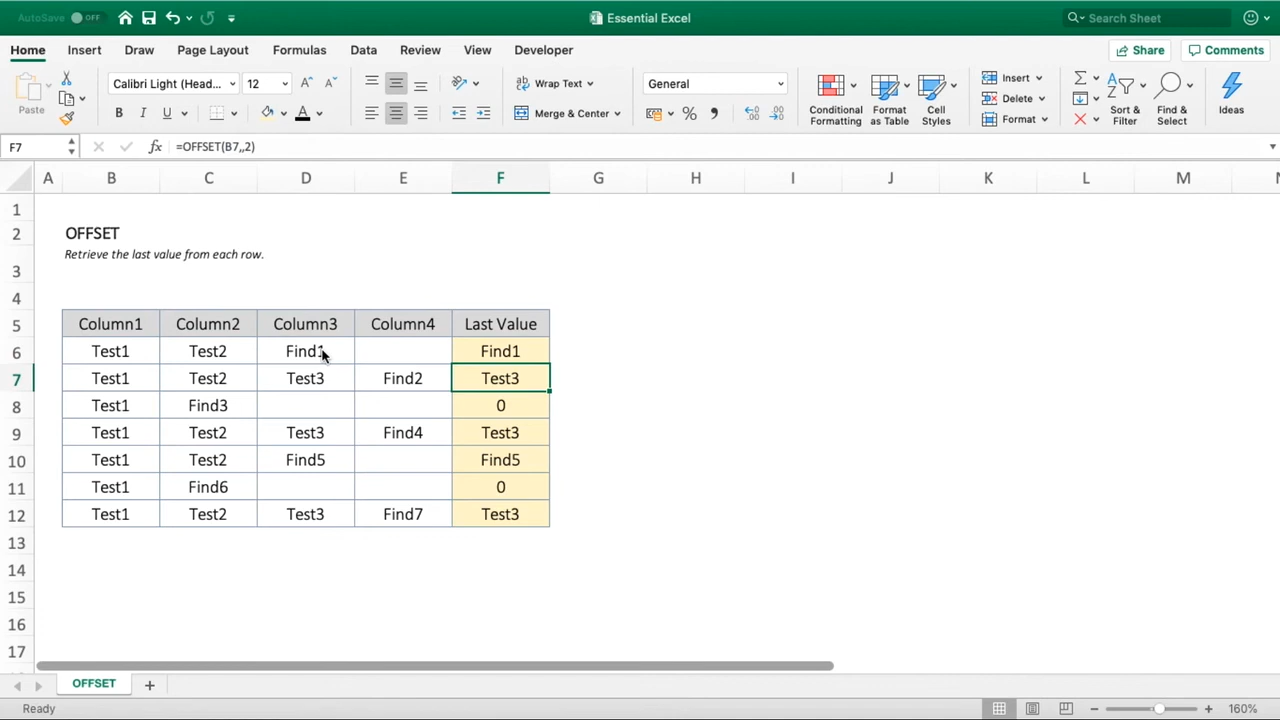 AutoSave OFF Essential Excel Search Sheet
Home Insert Draw Page Layout Formulas Data Review View Developer Share Comments
Paste Calibri Light (Head... 12 A A Wrap Text General Conditional Formatting Format as Table Cell Styles Insert Sort & Filter Find & Select Ideas
Delete
B I U A Merge & Center % Format
F7 fx =OFFSET(B7,,2)
A B C D E F G H I J K L M
1
2 OFFSET
3 Retrieve the last value from each row.
4
5 Column1 Column2 Column3 Column4 Last Value
6 Test1 Test2 Find1 Find1
7 Test1 Test2 Test3 Find2 Test3
8 Test1 Find3 0
9 Test1 Test2 Test3 Find4 Test3
10 Test1 Test2 Find5 Find5
11 Test1 Find6 0
12 Test1 Test2 Test3 Find7 Test3
13
14
15
16
17
OFFSET +
Ready 160%